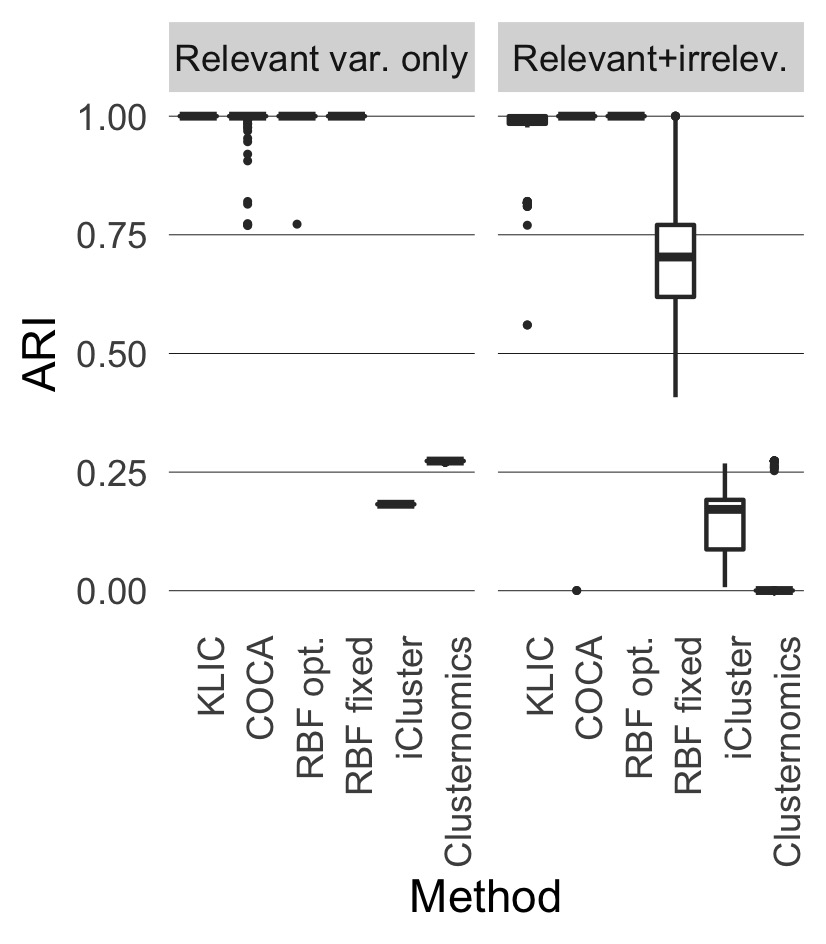 Relevant var. only
Relevant+irrelev.
1.00
0.75
0.50
0.25
0.00
ARI
KLIC
COCA
RBF opt.
RBF fixed
iCluster
Clusternomics
KLIC
COCA
RBF opt.
RBF fixed
iCluster
Clusternomics
Method